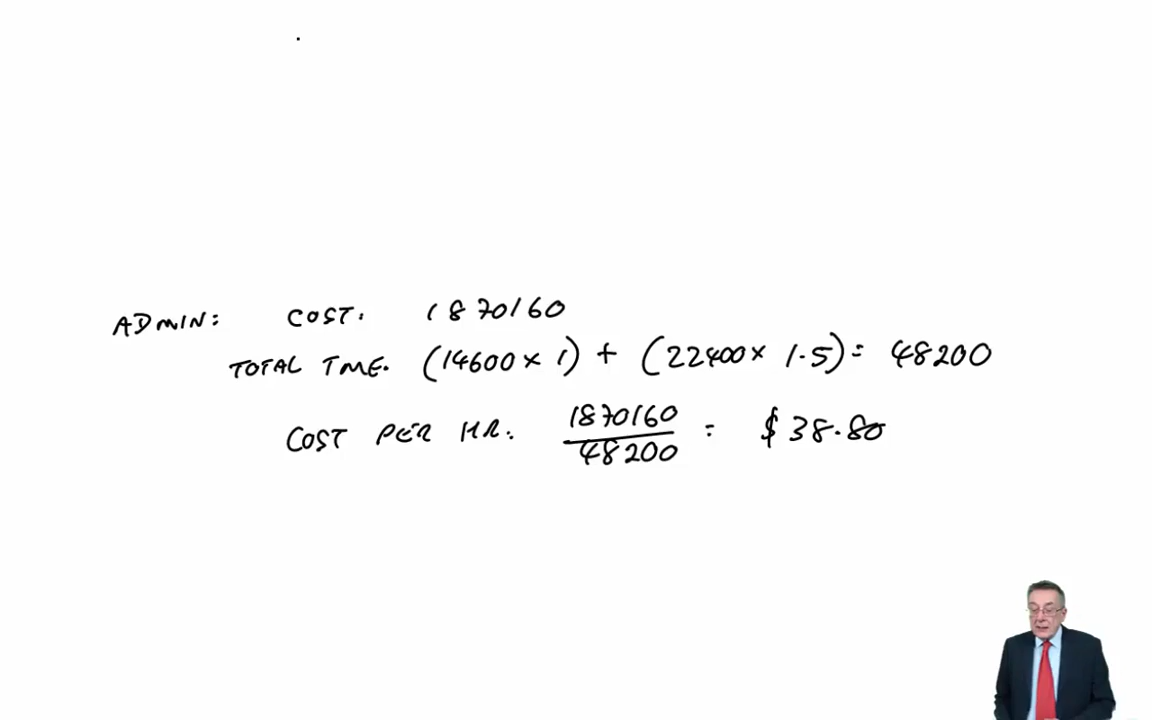 ADMIN: COST. 1870160
TOTAL TME. (14600 x 1) + (22400 x 1.5) = 48200
COST PER HR. 1870160/48200 = $38.80